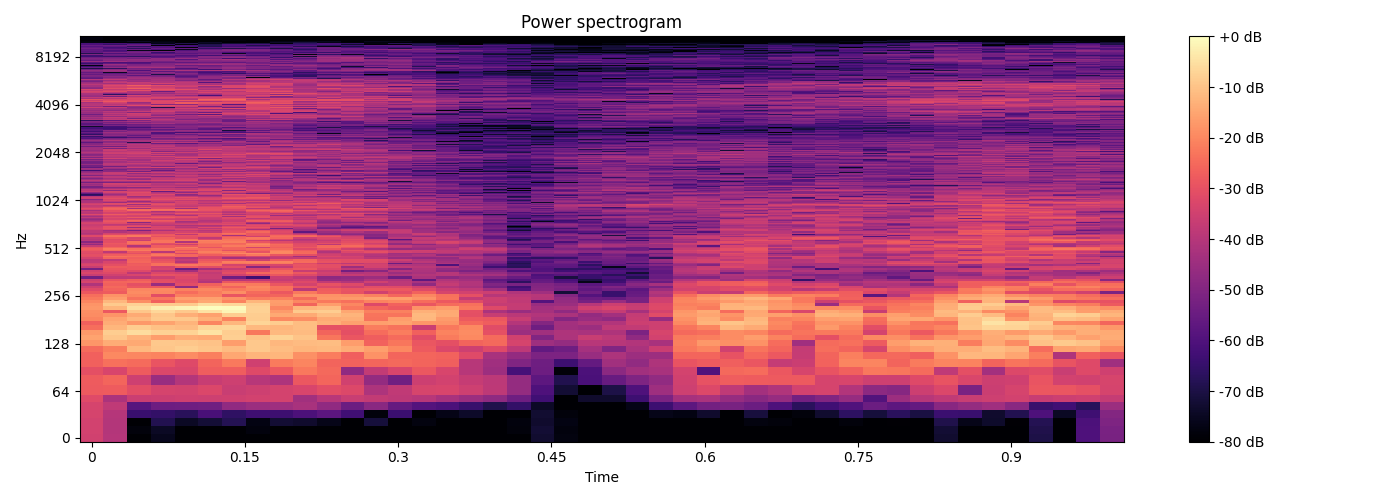 Power spectrogram
Hz
8192
4096
2048
1024
512
256
128
64
0
0 0.15 0.3 0.45 0.6 0.75 0.9
Time
+0 dB
-10 dB
-20 dB
-30 dB
-40 dB
-50 dB
-60 dB
-70 dB
-80 dB